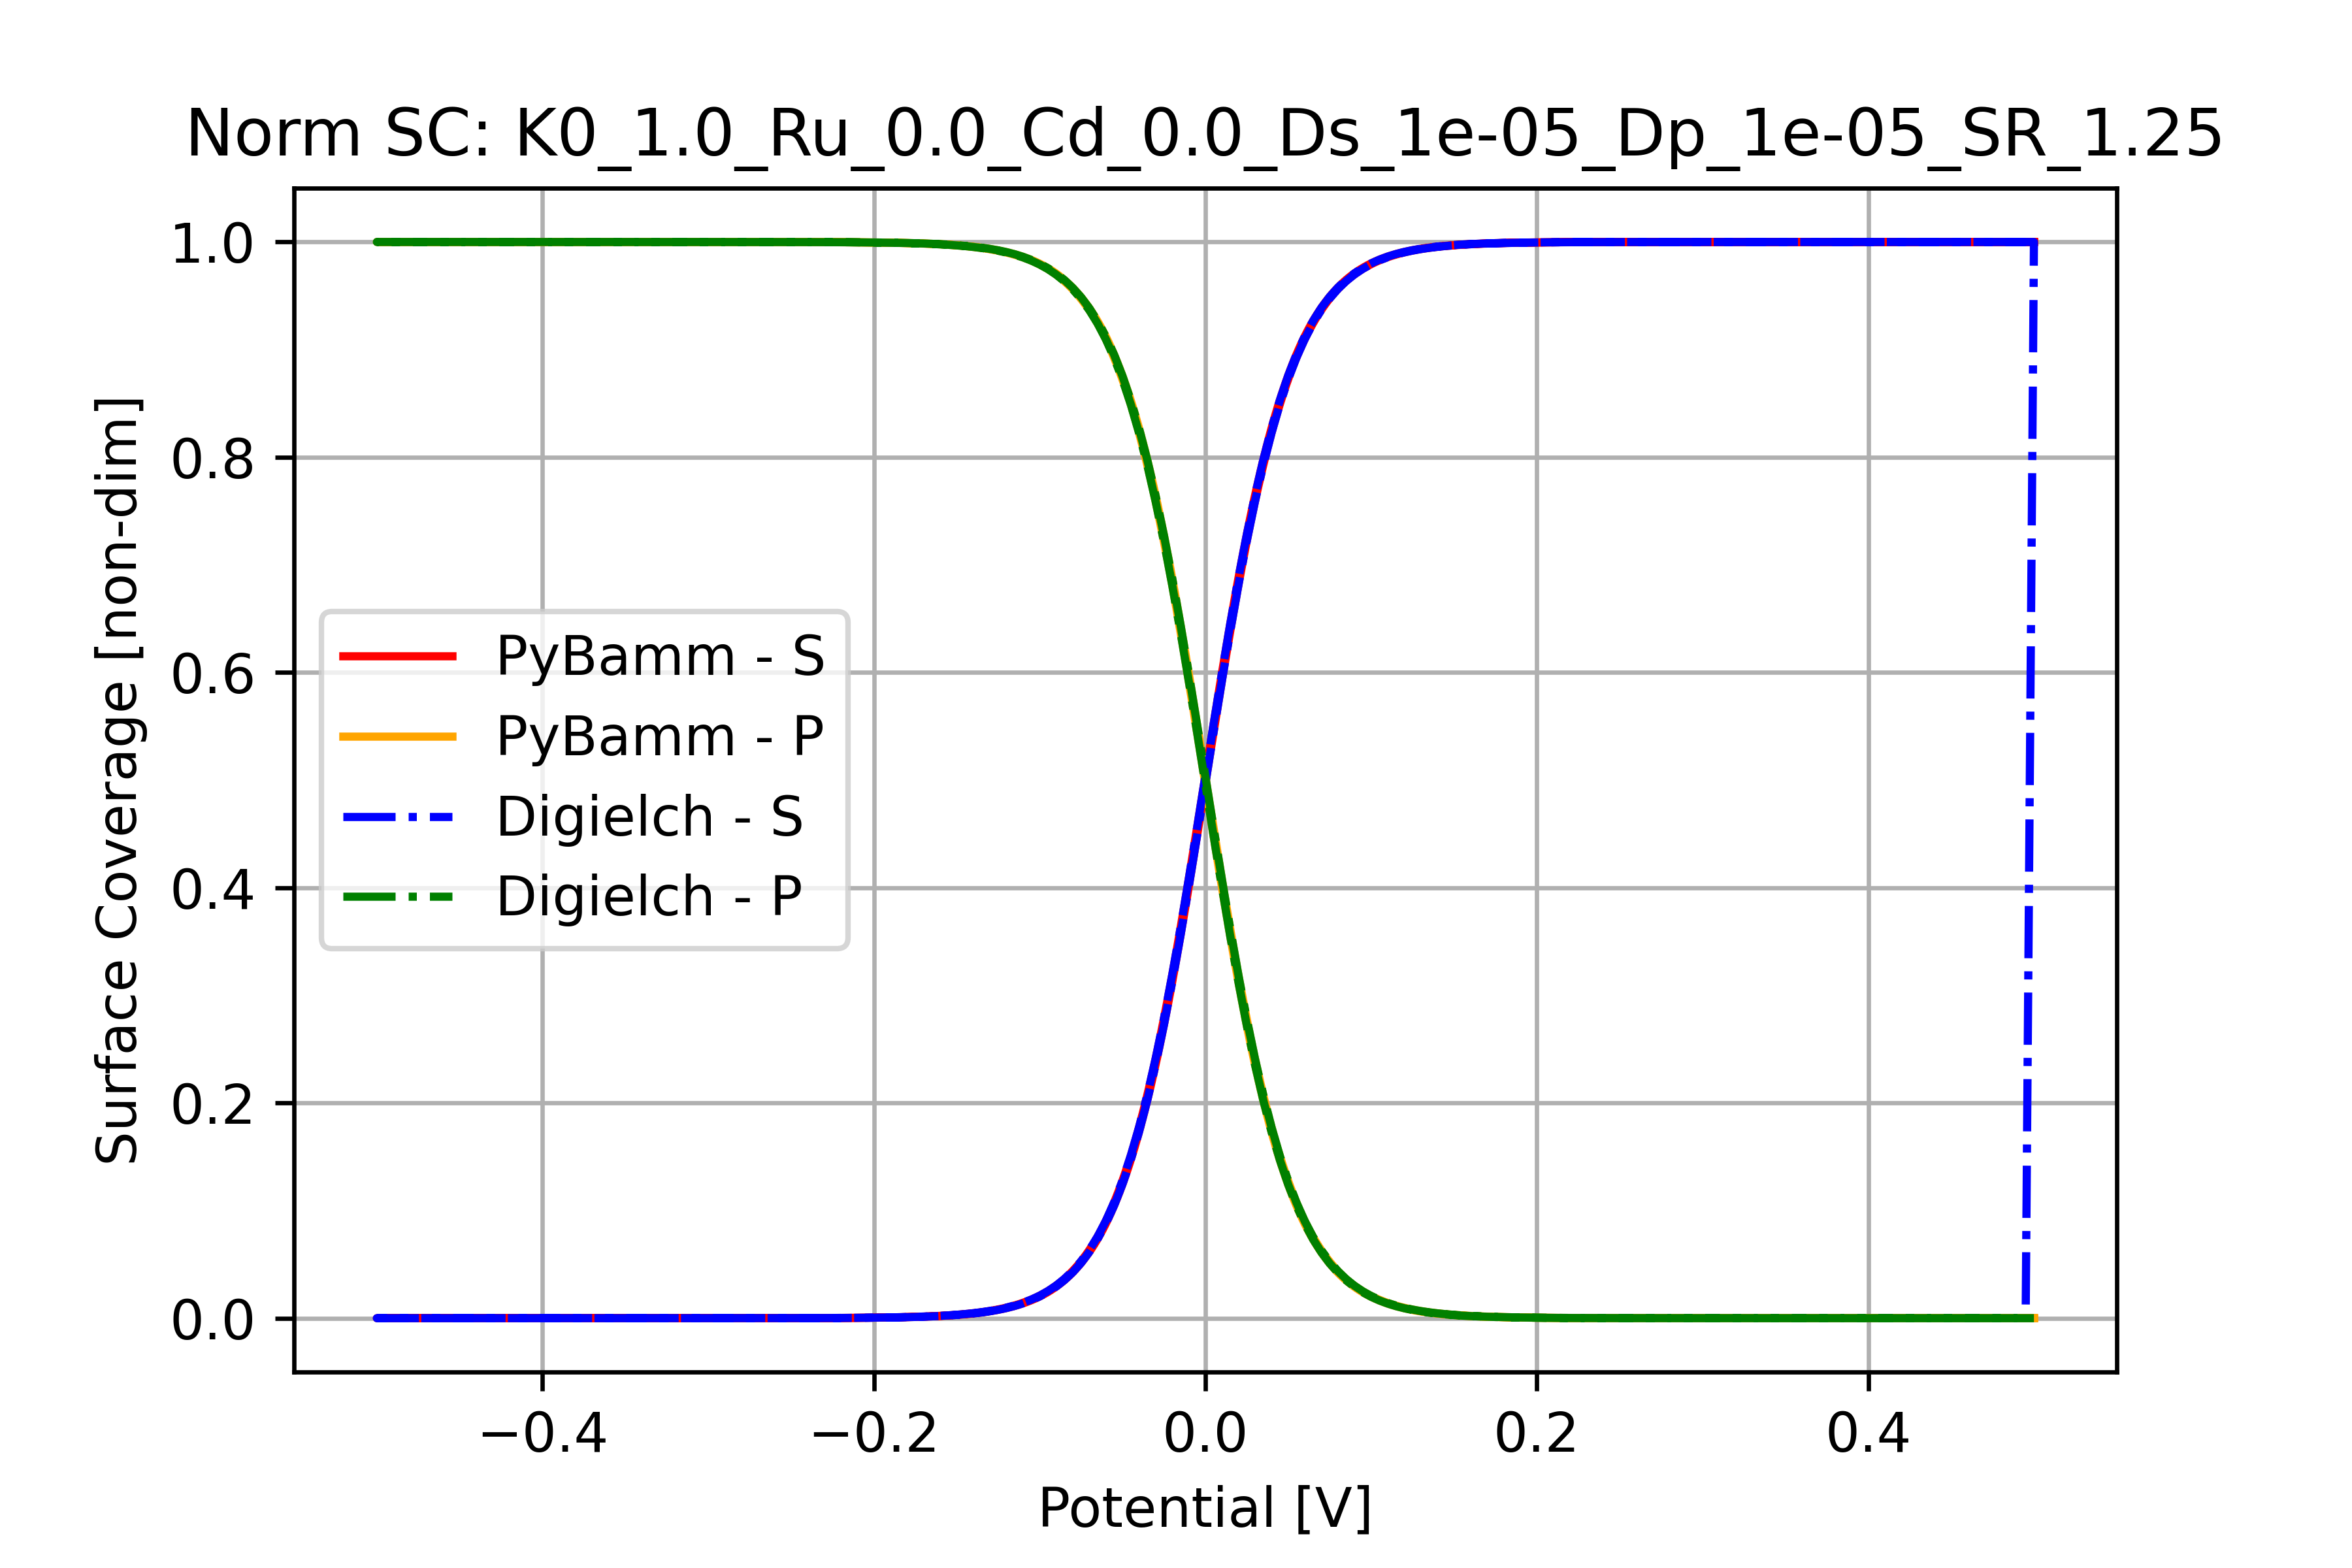 Norm SC: K0_1.0_Ru_0.0_Cd_0.0_Ds_1e-05_Dp_1e-05_SR_1.25
Surface Coverage [non-dim]
1.0
0.8
0.6
0.4
0.2
0.0
PyBamm - S
PyBamm - P
Digielch - S
Digielch - P
−0.4
−0.2
0.0
0.2
0.4
Potential [V]